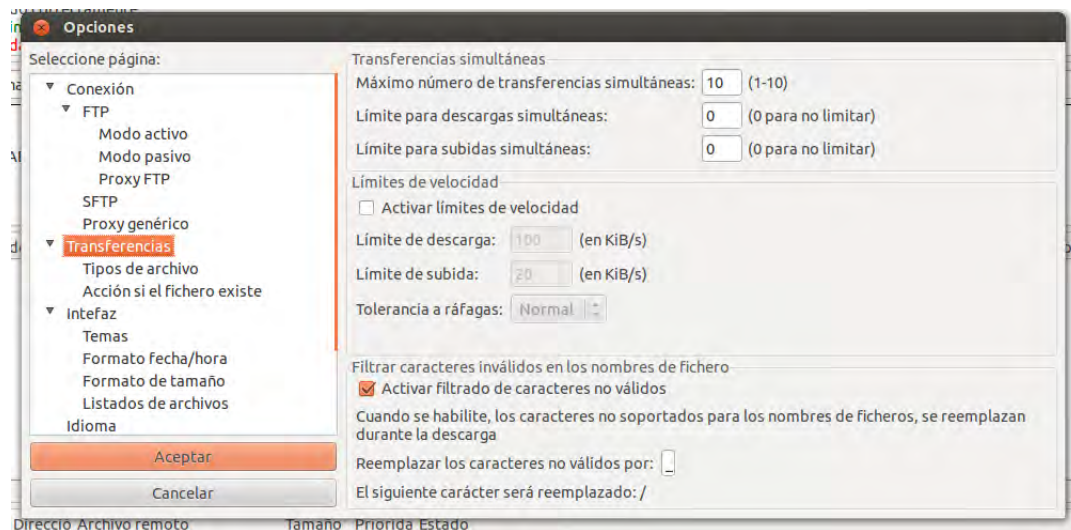 Opciones
Seleccione página:
Conexión
FTP
Modo activo
Modo pasivo
Proxy FTP
SFTP
Proxy genérico
Transferencias
Tipos de archivo
Acción si el fichero existe
Intefaz
Temas
Formato fecha/hora
Formato de tamaño
Listados de archivos
Idioma
Aceptar
Cancelar
Transferencias simultáneas
Máximo número de transferencias simultáneas: 10 (1-10)
Límite para descargas simultáneas: 0 (0 para no limitar)
Límite para subidas simultáneas: 0 (0 para no limitar)
Límites de velocidad
Activar límites de velocidad
Límite de descarga: 100 (en KiB/s)
Límite de subida: 20 (en KiB/s)
Tolerancia a ráfagas: Normal
Filtrar caracteres inválidos en los nombres de fichero
Activar filtrado de caracteres no válidos
Cuando se habilite, los caracteres no soportados para los nombres de ficheros, se reemplazan
durante la descarga
Reemplazar los caracteres no válidos por: _
El siguiente carácter será reemplazado: /
Direccio Archivo remoto Tamaño Priorida Estado